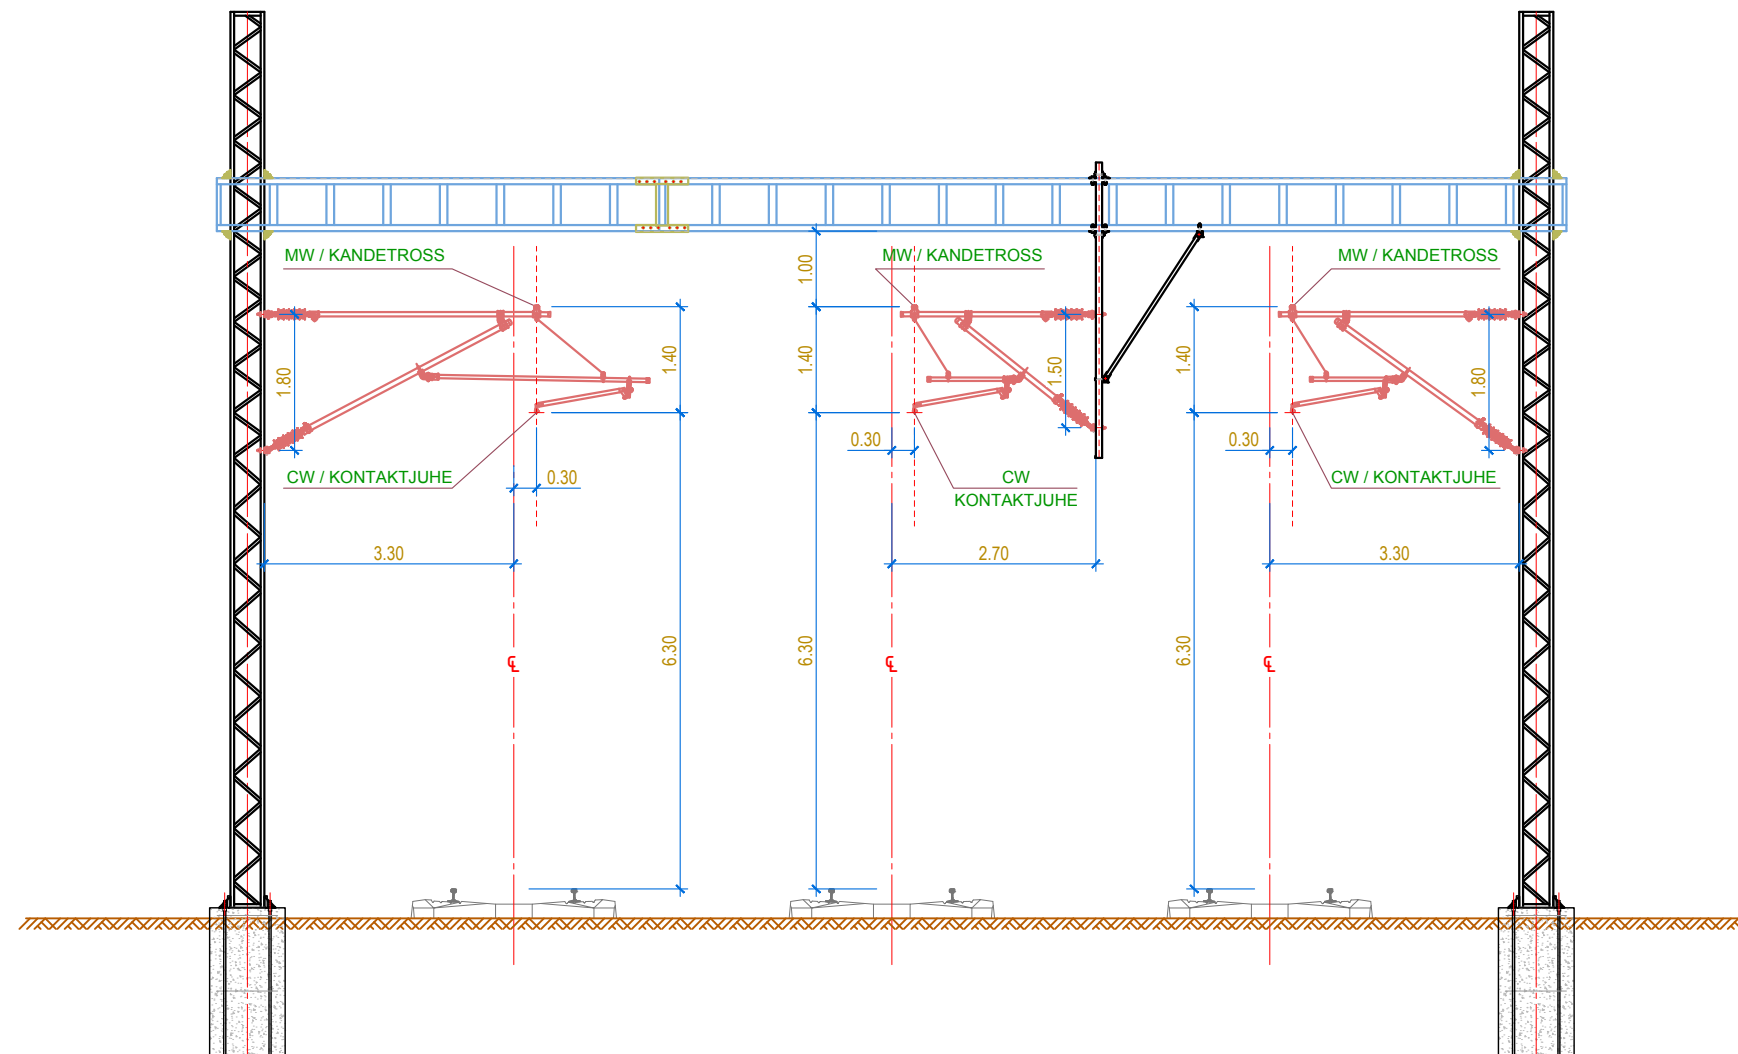 MW / KANDETROSS
MW / KANDETROSS
MW / KANDETROSS
1.00
1.80
1.40
1.40
1.50
1.40
1.80
0.30
0.30
CW / KONTAKTJUHE
0.30
CW
KONTAKTJUHE
CW / KONTAKTJUHE
3.30
2.70
3.30
6.30
6.30
6.30
℄
℄
℄